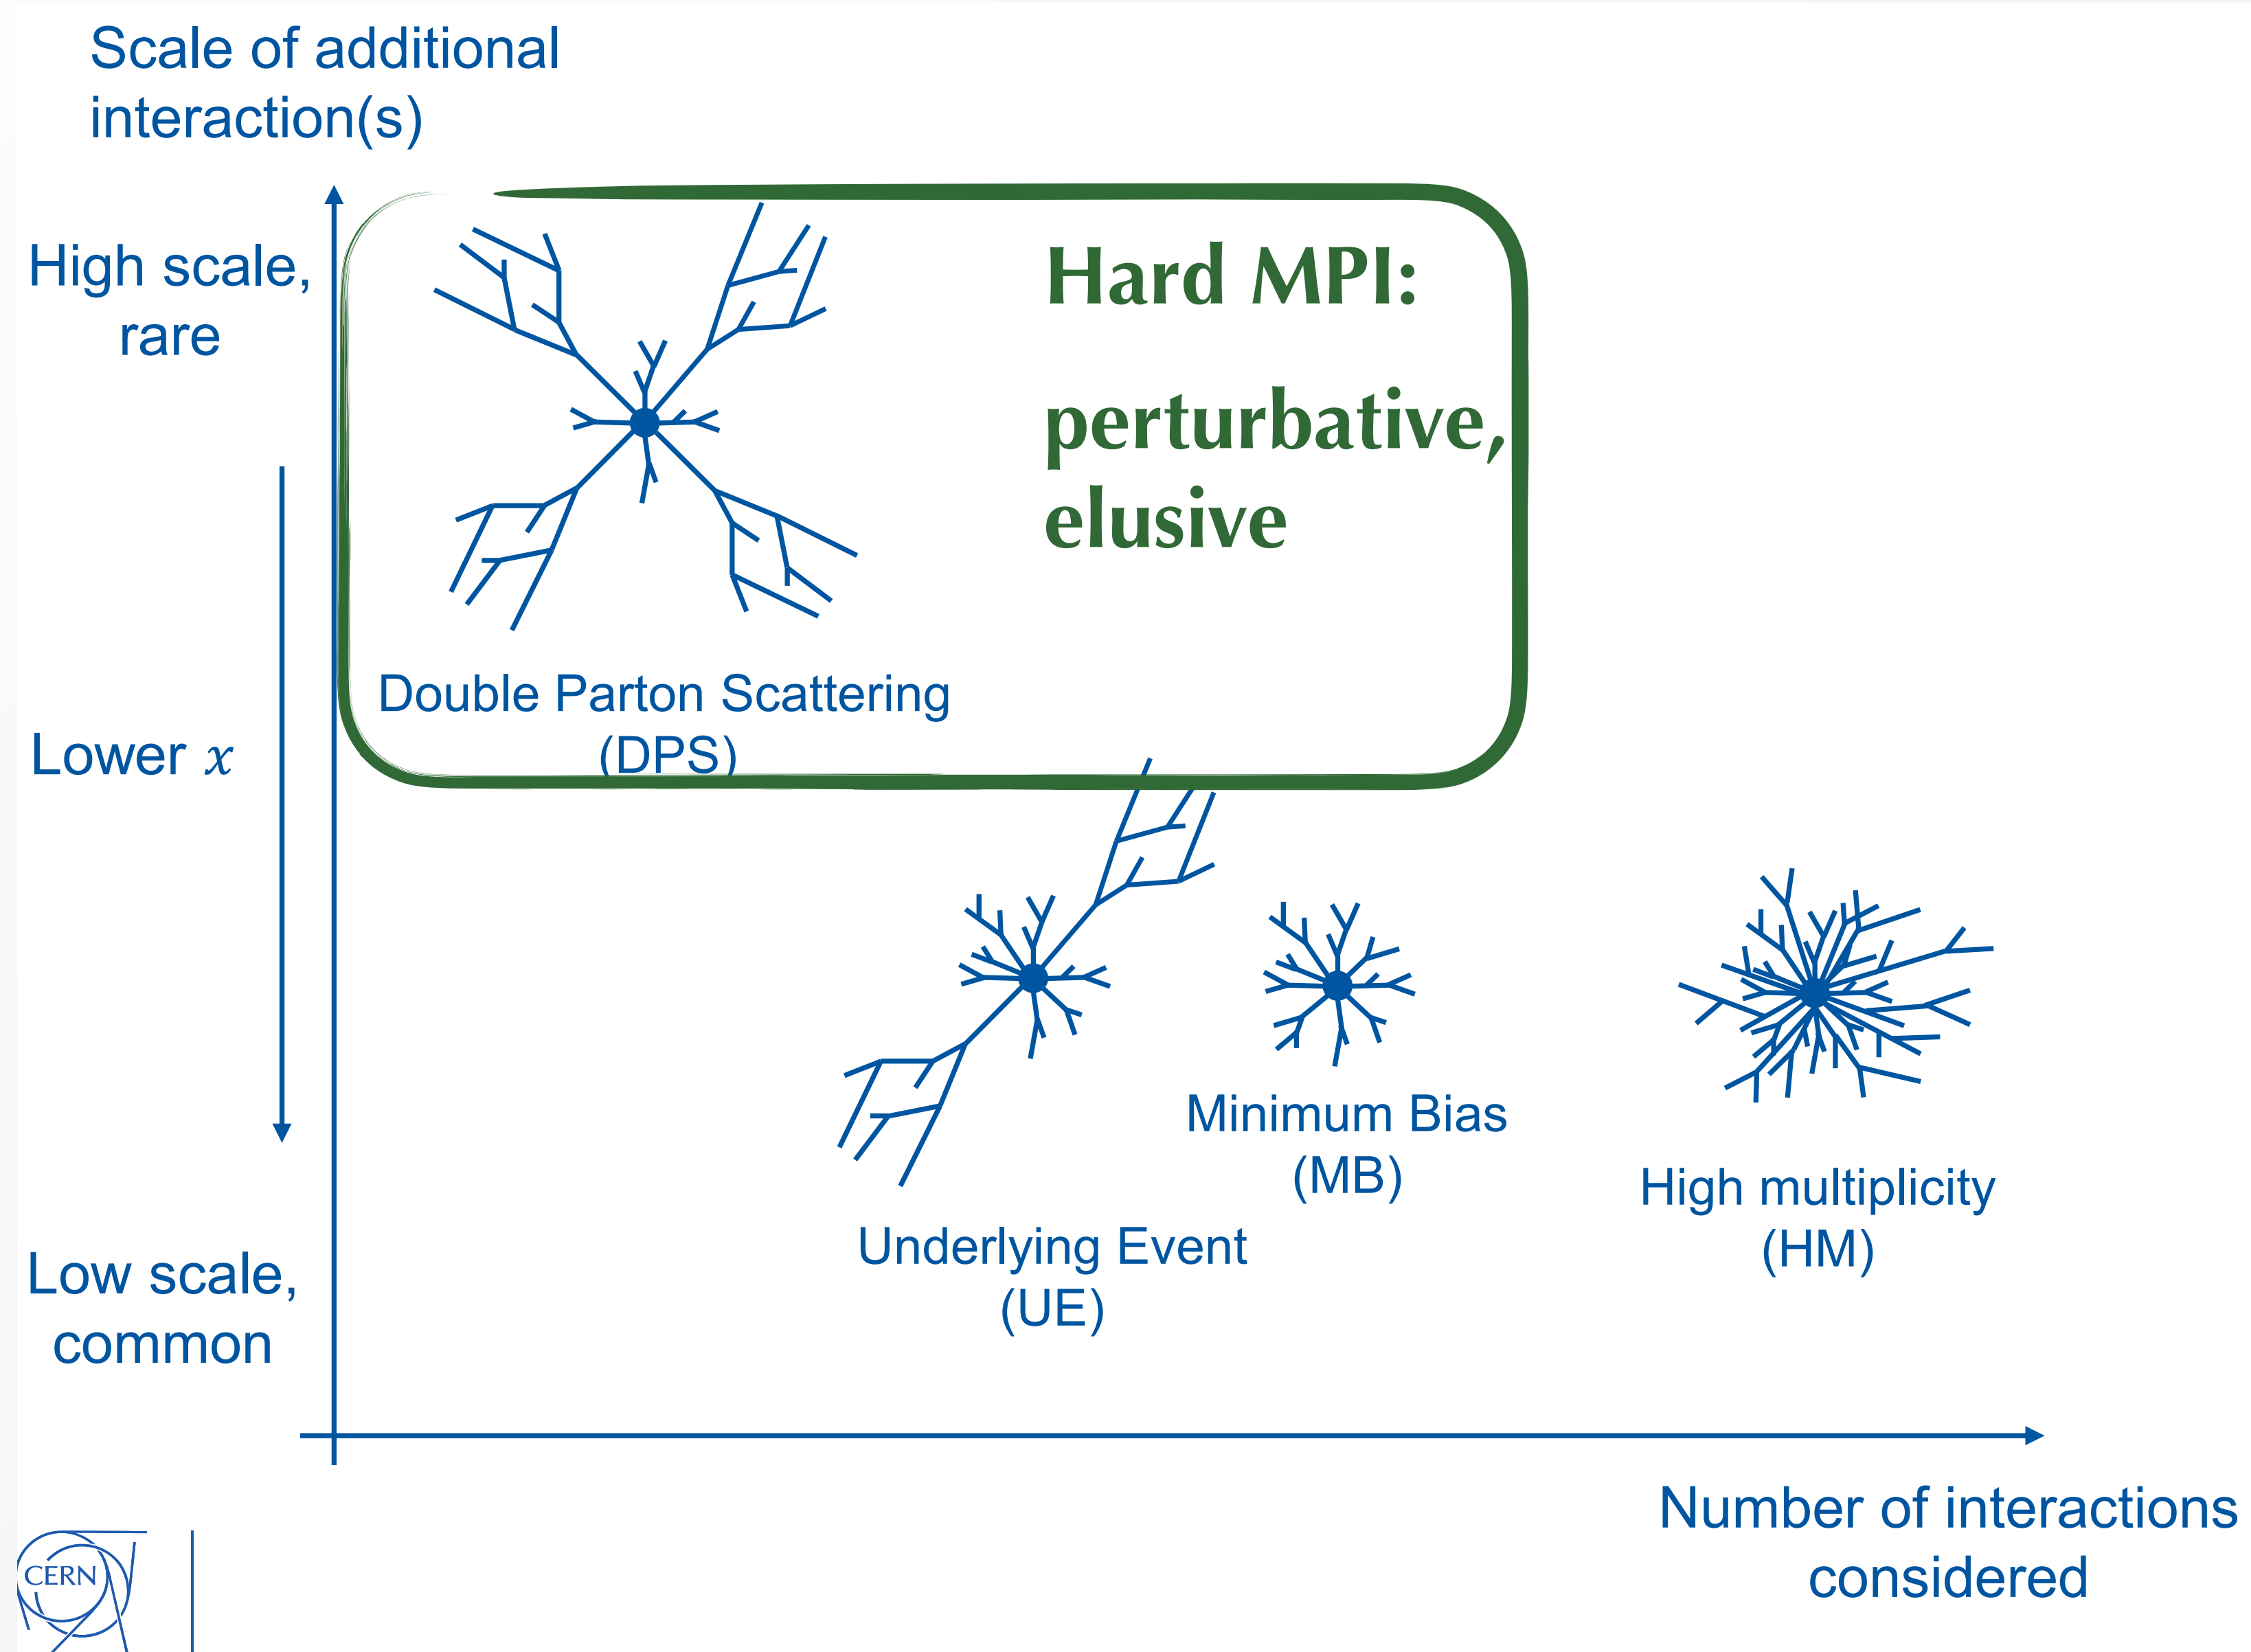 Scale of additional
interaction(s)
High scale,
rare
Hard MPI:
perturbative,
elusive
Double Parton Scattering
(DPS)
Lower x
Minimum Bias
(MB)
High multiplicity
(HM)
Underlying Event
(UE)
Low scale,
common
Number of interactions
considered
CERN